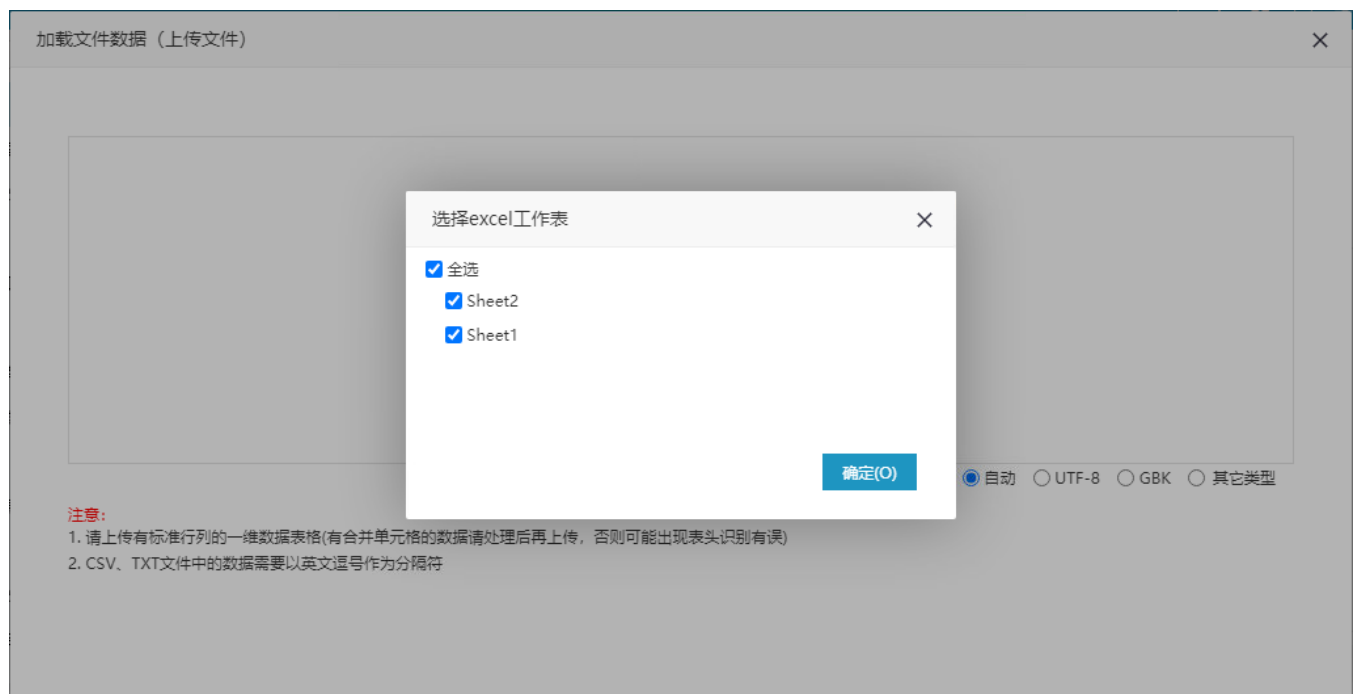 加载文件数据（上传文件）
选择excel工作表
全选
Sheet2
Sheet1
确定(O)
自动 UTF-8 GBK 其它类型
注意:
1. 请上传有标准行列的一维数据表格(有合并单元格的数据请处理后再上传，否则可能出现表头识别有误)
2. CSV、TXT文件中的数据需要以英文逗号作为分隔符